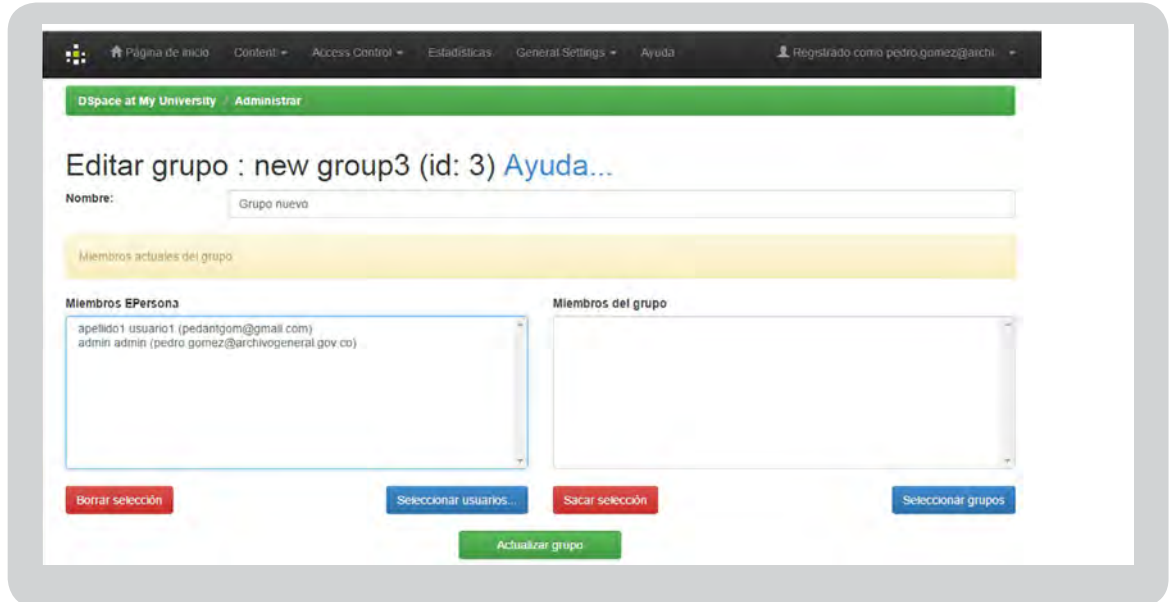 Página de inicio Content Access Control Estadísticas General Settings Ayuda Registrado como pedro.gomez@archi
DSpace at My University / Administrar
Editar grupo : new group3 (id: 3) Ayuda...
Nombre: Grupo nuevo
Miembros actuales del grupo
Miembros EPersona Miembros del grupo
apellido1 usuario1 (pedantgom@gmail.com)
admin admin (pedro.gomez@archivogeneral.gov.co)
Borrar selección Seleccionar usuarios... Sacar selección Seleccionar grupos
Actualizar grupo